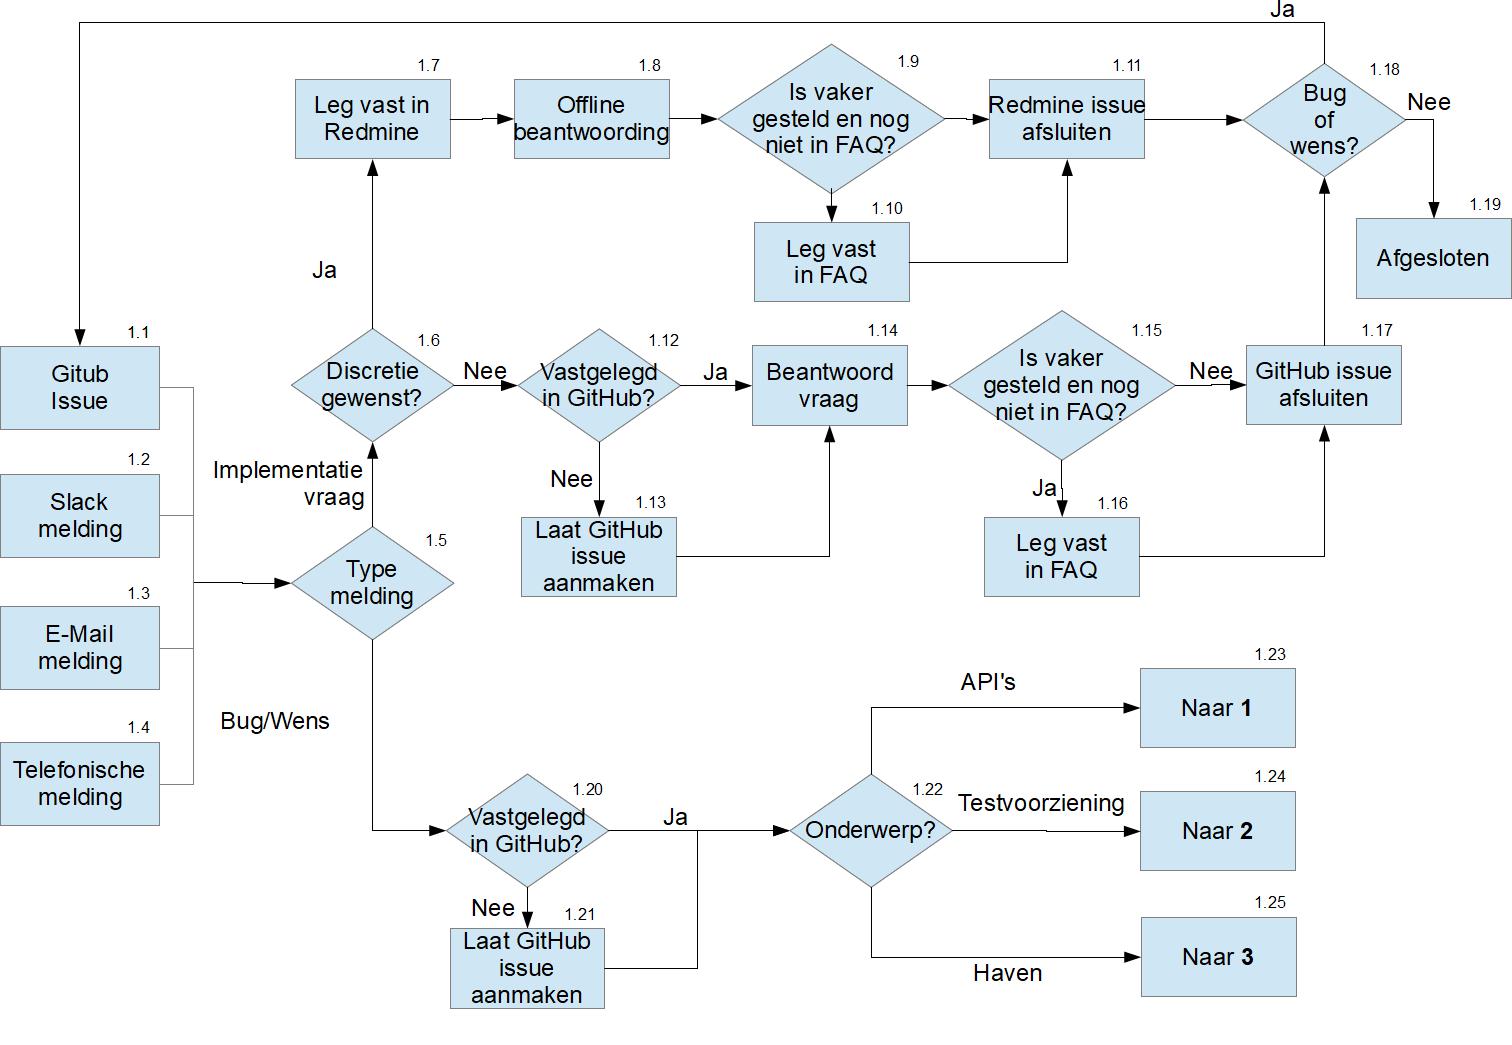 Ja
1.7
Leg vast in
Redmine
1.8
Offline
beantwoording
1.9
Is vaker
gesteld en nog
niet in FAQ?
1.11
Redmine issue
afsluiten
1.18
Bug
of
wens?
Nee
1.10
Leg vast
in FAQ
1.19
Afgesloten
Ja
1.1
Gitub
Issue
1.6
Discretie
gewenst?
Nee
1.12
Vastgelegd
in GitHub?
Ja
1.14
Beantwoord
vraag
1.15
Is vaker
gesteld en nog
niet in FAQ?
Nee
1.17
GitHub issue
afsluiten
1.2
Slack
melding
Implementatie
vraag
Nee
1.13
Laat GitHub
issue
aanmaken
Ja
1.16
Leg vast
in FAQ
1.5
Type
melding
1.3
E-Mail
melding
1.4
Telefonische
melding
Bug/Wens
1.20
Vastgelegd
in GitHub?
Ja
Nee
1.21
Laat GitHub
issue
aanmaken
1.22
Onderwerp?
API's
1.23
Naar 1
Testvoorziening
1.24
Naar 2
Haven
1.25
Naar 3